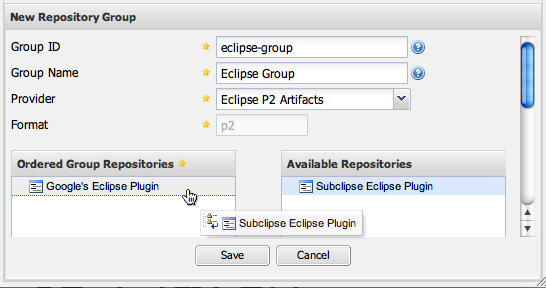 New Repository Group
Group ID
eclipse-group
Group Name
Eclipse Group
Provider
Eclipse P2 Artifacts
Format
p2
Ordered Group Repositories
Google's Eclipse Plugin
Available Repositories
Subclipse Eclipse Plugin
Subclipse Eclipse Plugin
Save
Cancel